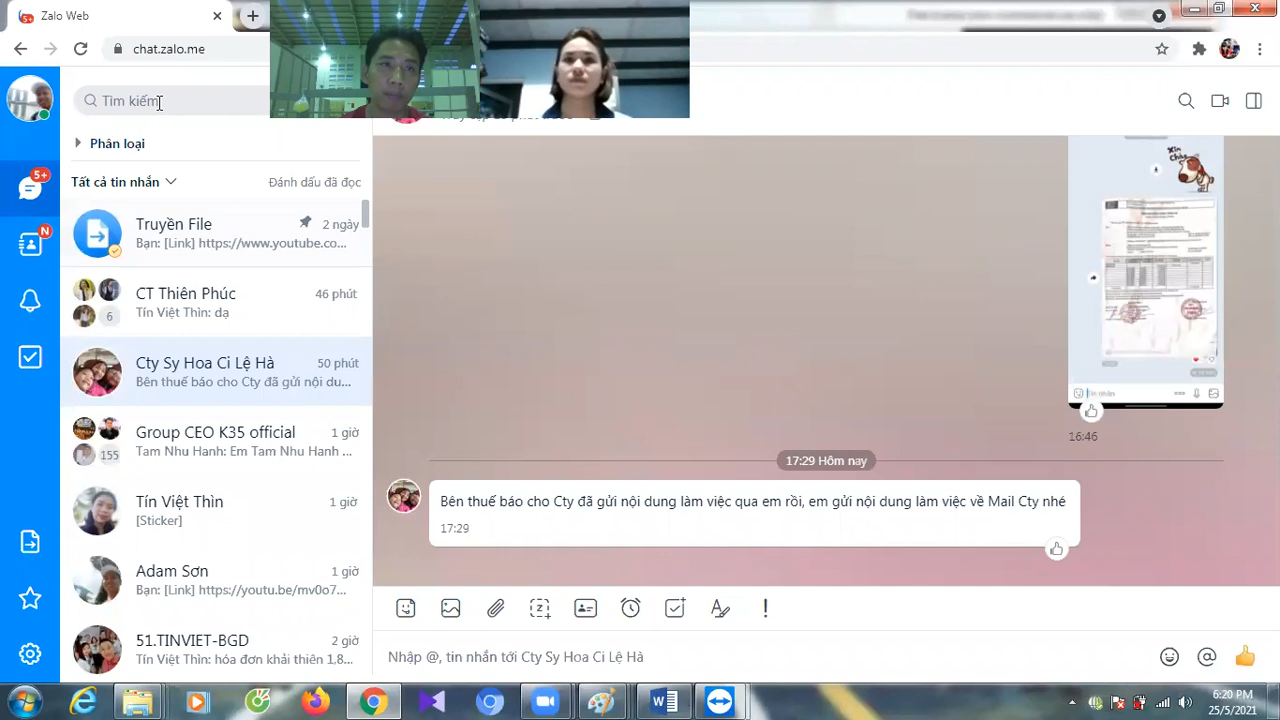 5+
Zalo Web
chat.zalo.me
Tìm kiếm
Phân loại
Tất cả tin nhắn
Đánh dấu đã đọc
5+
N
Truyền File
2 ngày
Bạn: [Link] https://www.youtube.co...
CT Thiên Phúc
46 phút
6
Tín Việt Thìn: dạ
Cty Sy Hoa Ci Lệ Hà
50 phút
Bên thuế báo cho Cty đã gửi nội du...
Group CEO K35 official
1 giờ
155
Tam Nhu Hanh: Em Tam Nhu Hanh ...
Tín Việt Thìn
1 giờ
[Sticker]
Adam Sơn
1 giờ
Bạn: [Link] https://youtu.be/mv0o7...
51.TINVIET-BGD
2 giờ
Tín Việt Thìn: hóa đơn khải thiên 1,8...
Xin
Chào
16:46
17:29 Hôm nay
Bên thuế báo cho Cty đã gửi nội dung làm việc qua em rồi, em gửi nội dung làm việc về Mail Cty nhé
17:29
Nhập @, tin nhắn tới Cty Sy Hoa Ci Lệ Hà
6:20 PM
25/5/2021